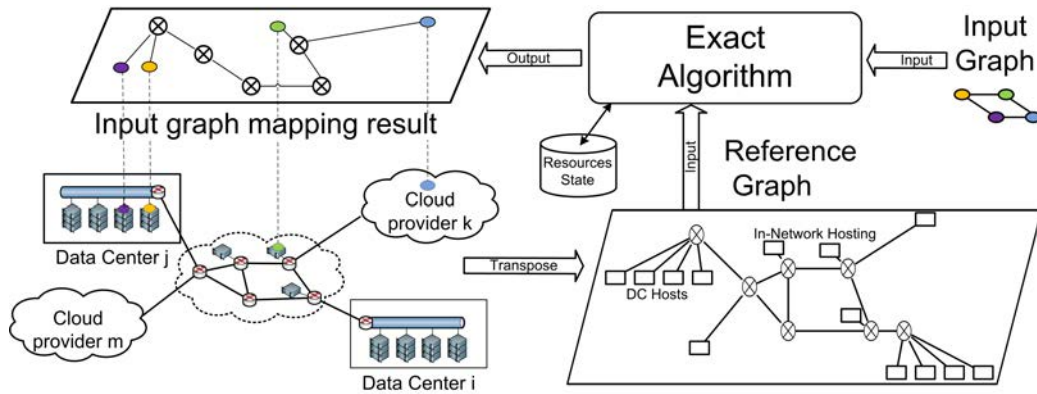 Exact
Algorithm
Input
Graph
Output
Input
Input graph mapping result
Resources
State
Input
Reference
Graph
Cloud
provider k
In-Network Hosting
Data Center j
Transpose
DC Hosts
Cloud
provider m
Data Center i